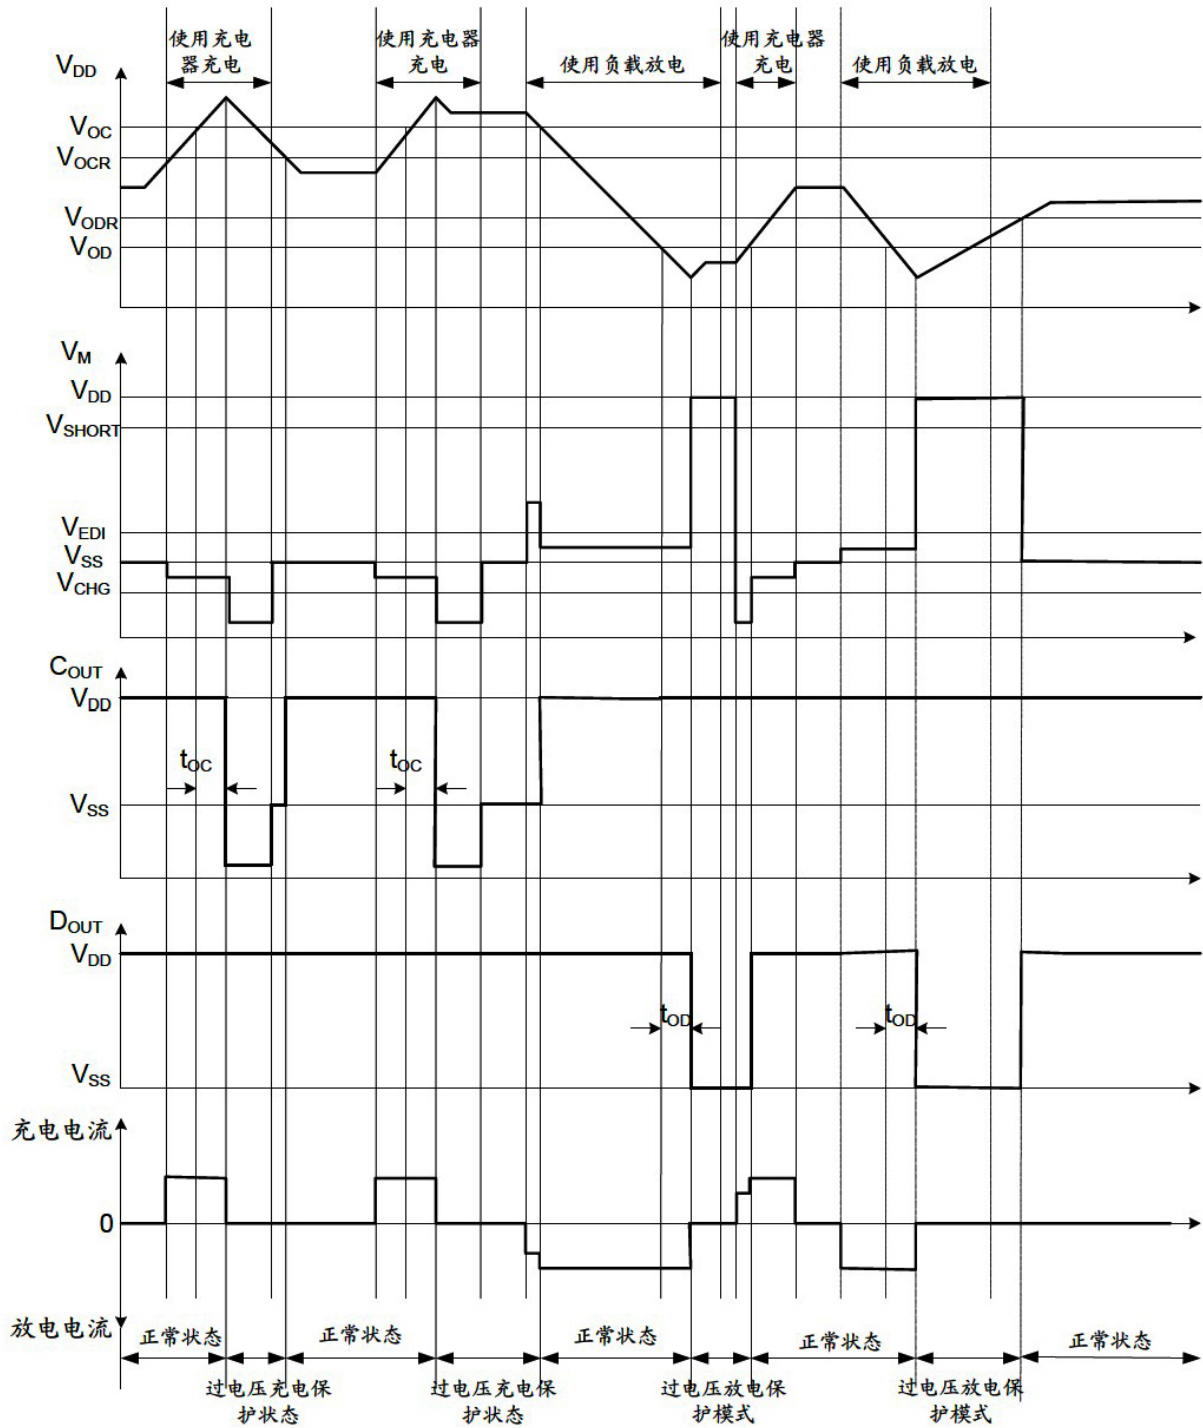 使用充电
器充电
使用充电器
充电
使用负载放电
使用充电器
充电
使用负载放电
VDD
VOC
VOCR
VODR
VOD
VM
VDD
VSHORT
VEDI
VSS
VCHG
COUT
VDD
tOC
tOC
VSS
DOUT
VDD
tOD
tOD
VSS
充电电流
0
放电电流
正常状态
正常状态
正常状态
正常状态
正常状态
过电压充电保
护状态
过电压充电保
护状态
过电压放电保
护模式
过电压放电保
护模式